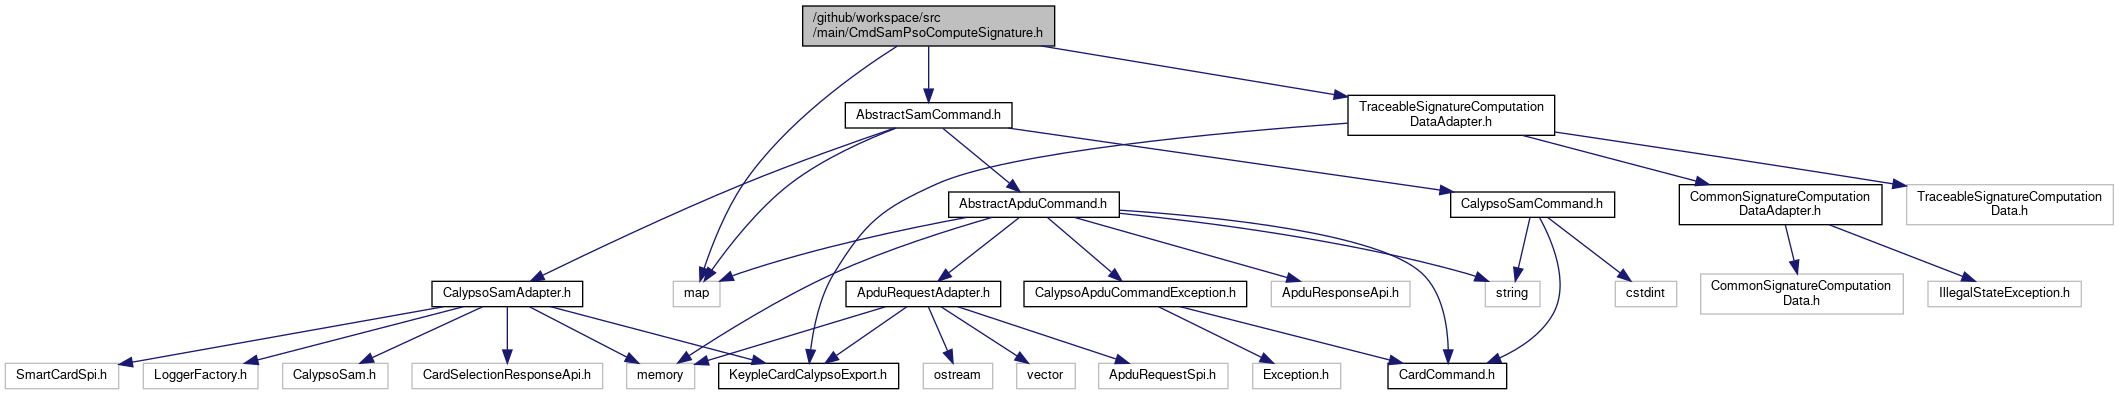 /github/workspace/src
/main/CmdSamPsoComputeSignature.h
AbstractSamCommand.h
TraceableSignatureComputation
DataAdapter.h
AbstractApduCommand.h
CalypsoSamCommand.h
CommonSignatureComputation
DataAdapter.h
TraceableSignatureComputation
Data.h
CalypsoSamAdapter.h
map
ApduRequestAdapter.h
CalypsoApduCommandException.h
ApduResponseApi.h
string
cstdint
CommonSignatureComputation
Data.h
IllegalStateException.h
SmartCardSpi.h
LoggerFactory.h
CalypsoSam.h
CardSelectionResponseApi.h
memory
KeypleCardCalypsoExport.h
ostream
vector
ApduRequestSpi.h
Exception.h
CardCommand.h